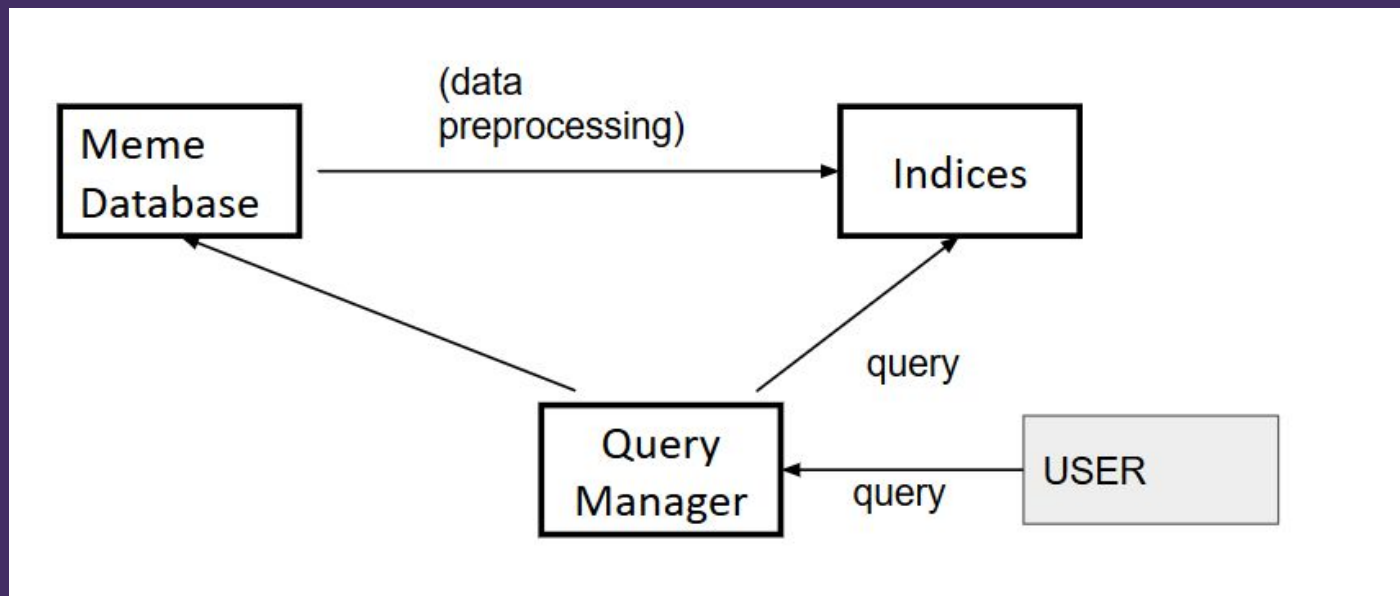 (data
preprocessing)
Meme
Database
Indices
query
Query
Manager
query
USER